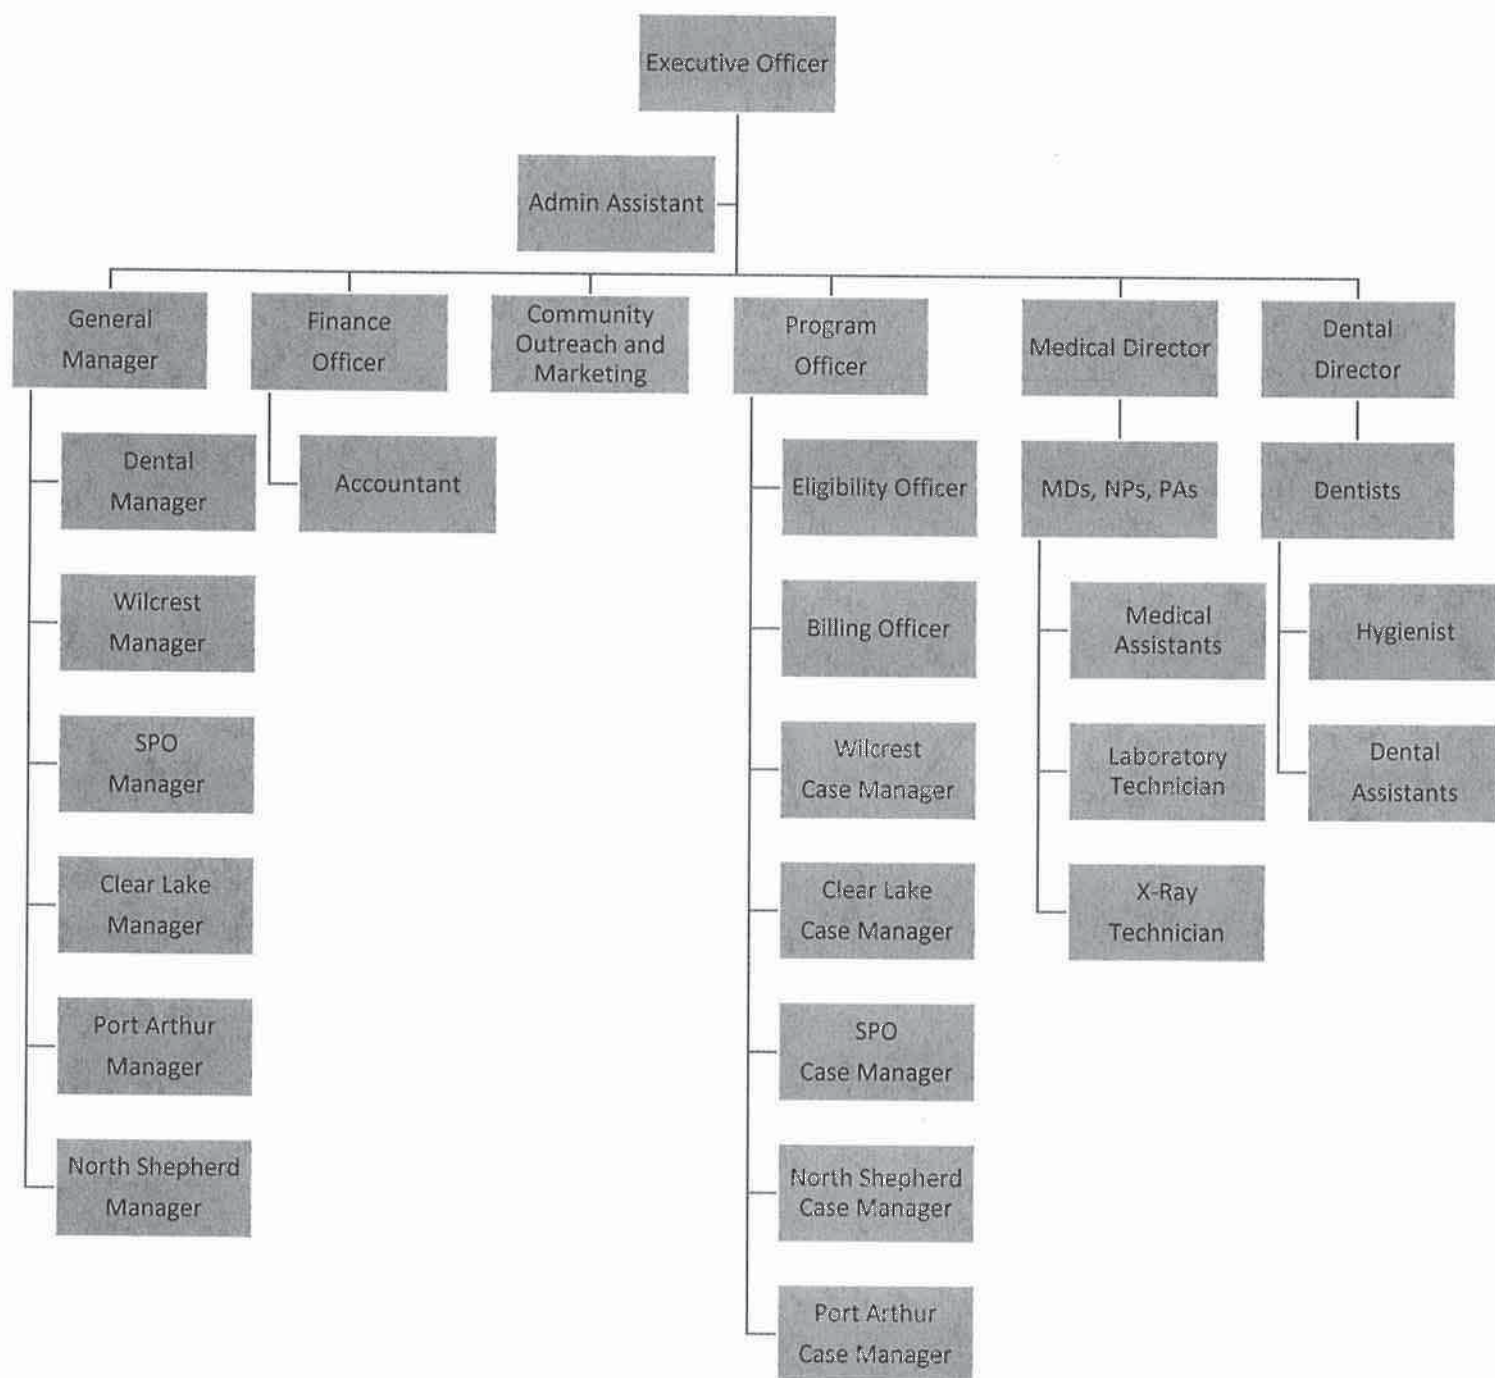 Executive Officer
Admin Assistant
General
Manager
Finance
Officer
Community
Outreach and
Marketing
Program
Officer
Medical Director
Dental
Director
Dental
Manager
Accountant
Eligibility Officer
MDs, NPs, PAs
Dentists
Wilcrest
Manager
Billing Officer
Medical
Assistants
Hygienist
SPO
Manager
Wilcrest
Case Manager
Laboratory
Technician
Dental
Assistants
Clear Lake
Manager
Clear Lake
Case Manager
X-Ray
Technician
Port Arthur
Manager
SPO
Case Manager
North Shepherd
Manager
North Shepherd
Case Manager
Port Arthur
Case Manager